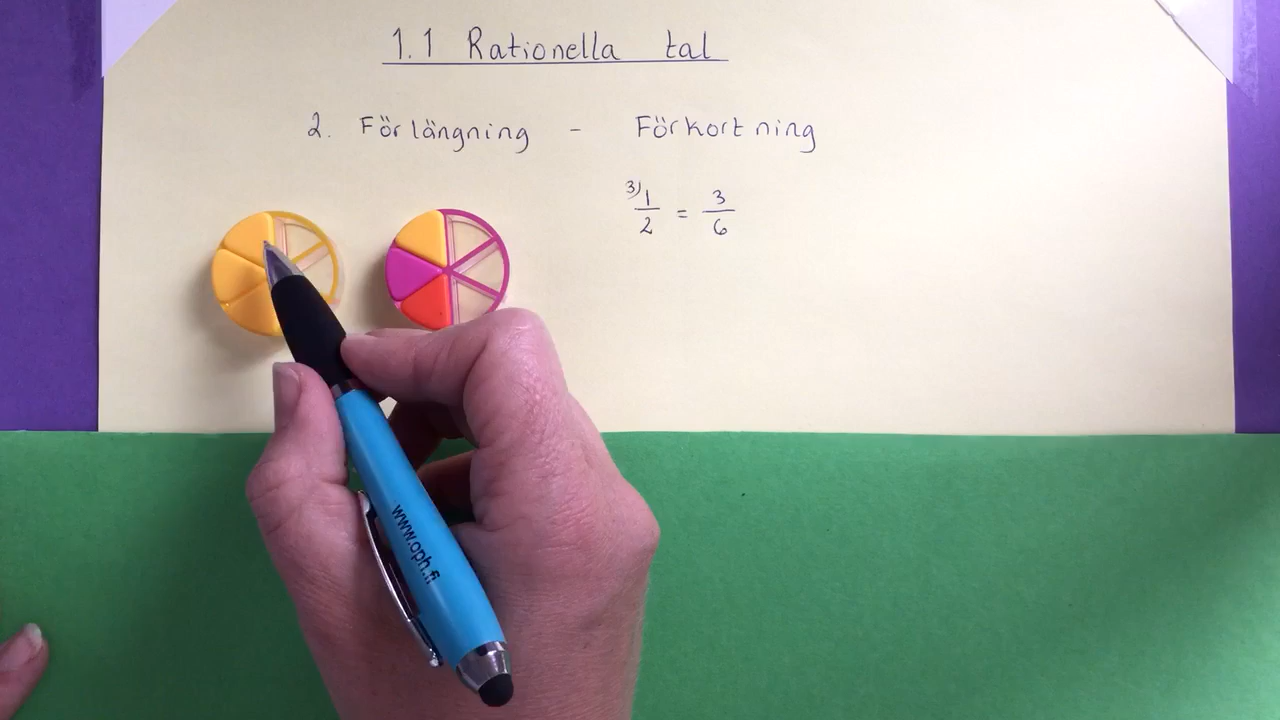 1.1 Rationella tal
2. Förlängning - Förkortning
3) 1/2 = 3/6
www.oph.fi